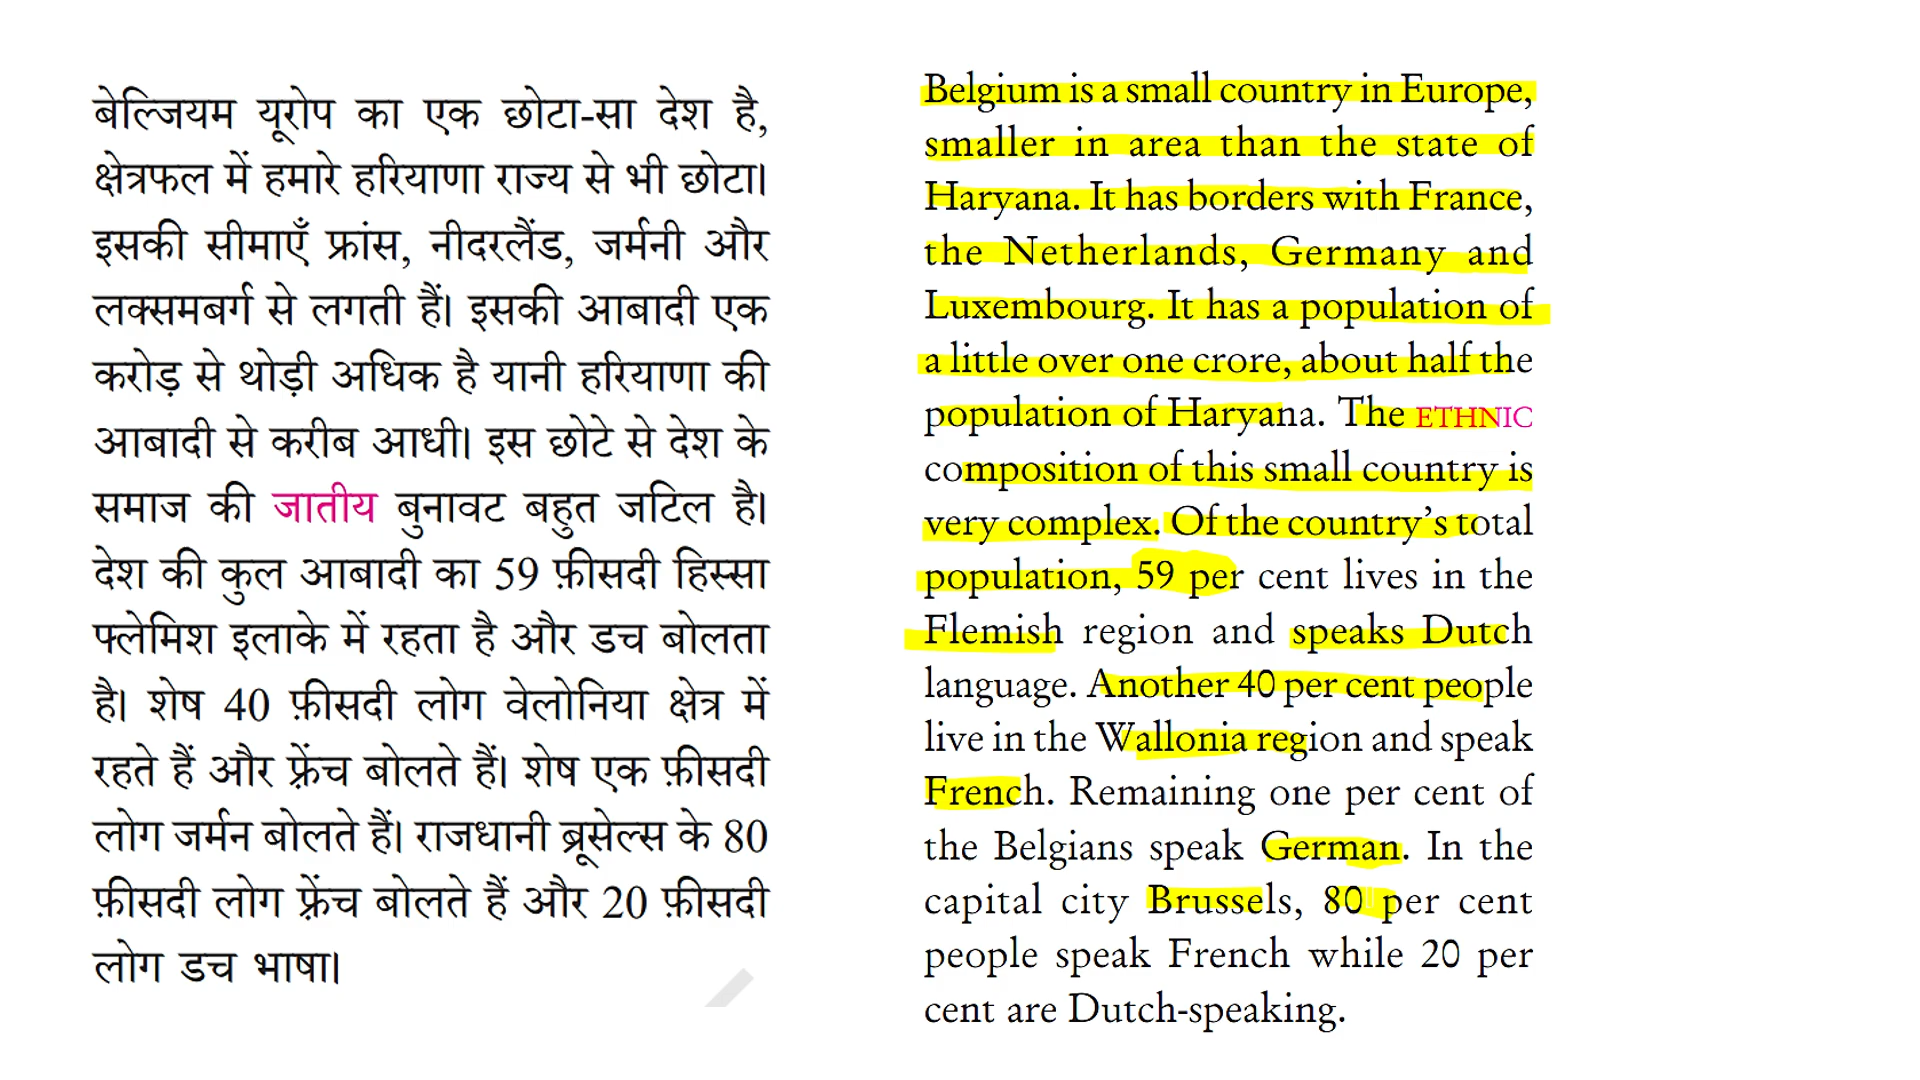 बेल्जियम यूरोप का एक छोटा-सा देश है,
क्षेत्रफल में हमारे हरियाणा राज्य से भी छोटा।
इसकी सीमाएँ फ्रांस, नीदरलैंड, जर्मनी और
लक्समबर्ग से लगती हैं। इसकी आबादी एक
करोड़ से थोड़ी अधिक है यानी हरियाणा की
आबादी से करीब आधी। इस छोटे से देश के
समाज की जातीय बुनावट बहुत जटिल है।
देश की कुल आबादी का 59 फ़ीसदी हिस्सा
फ्लेमिश इलाके में रहता है और डच बोलता
है। शेष 40 फ़ीसदी लोग वेलोनिया क्षेत्र में
रहते हैं और फ़्रेंच बोलते हैं। शेष एक फ़ीसदी
लोग जर्मन बोलते हैं। राजधानी ब्रूसेल्स के 80
फ़ीसदी लोग फ़्रेंच बोलते हैं और 20 फ़ीसदी
लोग डच भाषा।
Belgium is a small country in Europe,
smaller in area than the state of
Haryana. It has borders with France,
the Netherlands, Germany and
Luxembourg. It has a population of
a little over one crore, about half the
population of Haryana. The ETHNIC
composition of this small country is
very complex. Of the country’s total
population, 59 per cent lives in the
Flemish region and speaks Dutch
language. Another 40 per cent people
live in the Wallonia region and speak
French. Remaining one per cent of
the Belgians speak German. In the
capital city Brussels, 80 per cent
people speak French while 20 per
cent are Dutch-speaking.